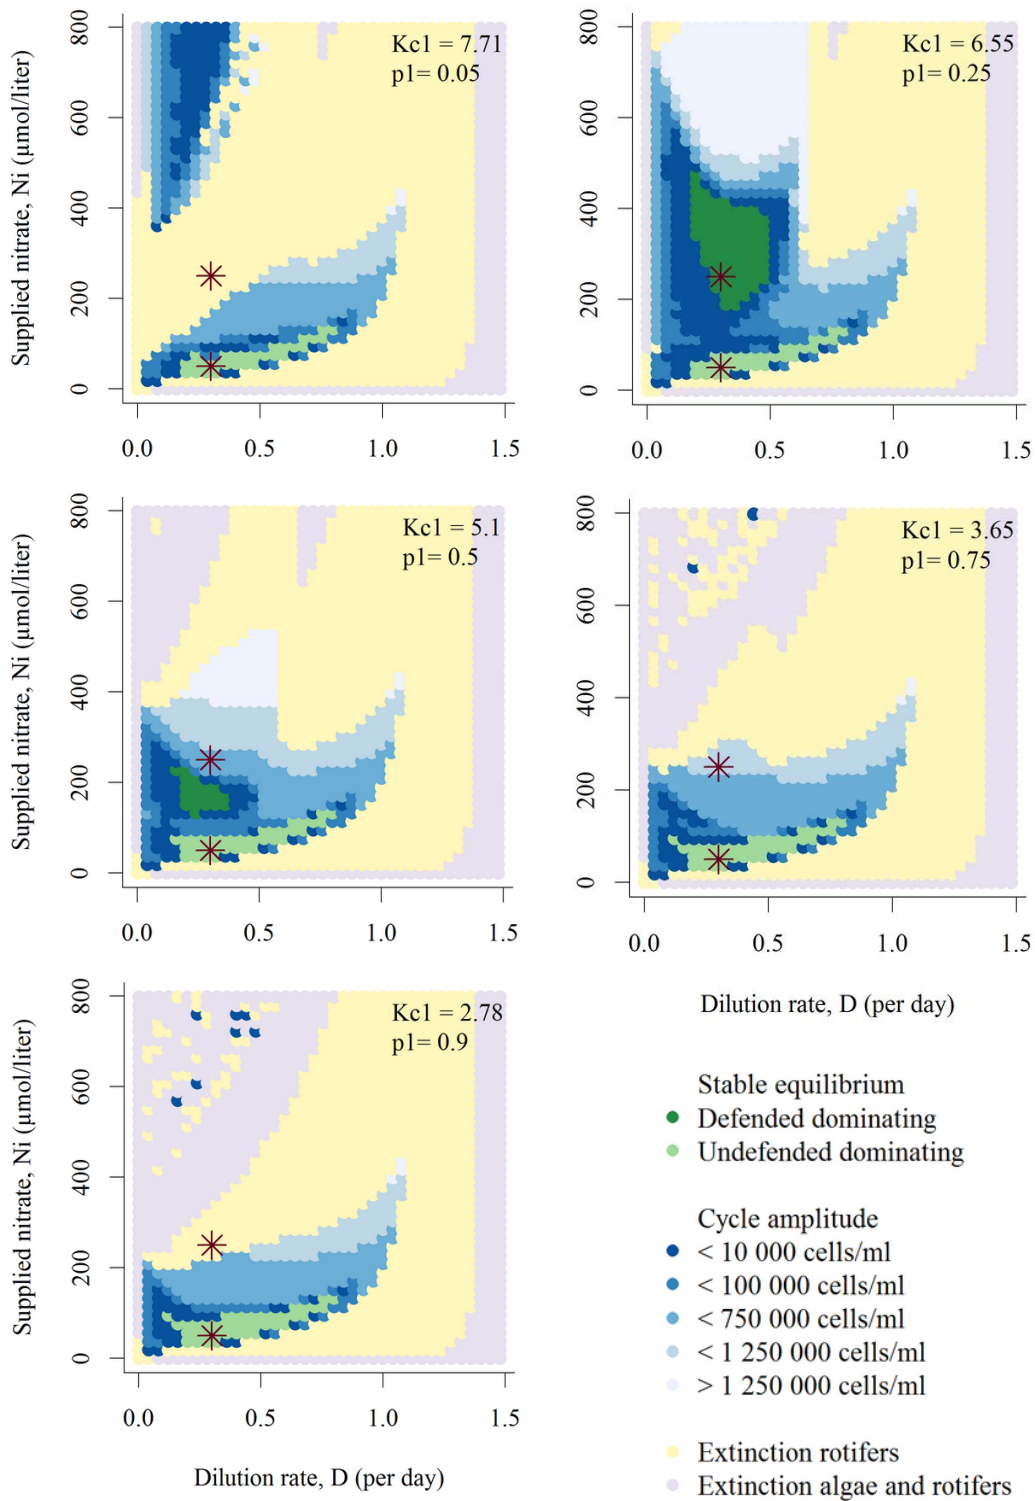 Supplied nitrate, Ni (µmol/liter)
800
600
400
200
0
Kc1 = 7.71
p1= 0.05
0.0 0.5 1.0 1.5
800
600
400
200
0
Kc1 = 6.55
p1= 0.25
0.0 0.5 1.0 1.5
Supplied nitrate, Ni (µmol/liter)
800
600
400
200
0
Kc1 = 5.1
p1= 0.5
0.0 0.5 1.0 1.5
800
600
400
200
0
Kc1 = 3.65
p1= 0.75
0.0 0.5 1.0 1.5
Dilution rate, D (per day)
Supplied nitrate, Ni (µmol/liter)
800
600
400
200
0
Kc1 = 2.78
p1= 0.9
0.0 0.5 1.0 1.5
Dilution rate, D (per day)
Stable equilibrium
Defended dominating
Undefended dominating
Cycle amplitude
< 10 000 cells/ml
< 100 000 cells/ml
< 750 000 cells/ml
< 1 250 000 cells/ml
> 1 250 000 cells/ml
Extinction rotifers
Extinction algae and rotifers